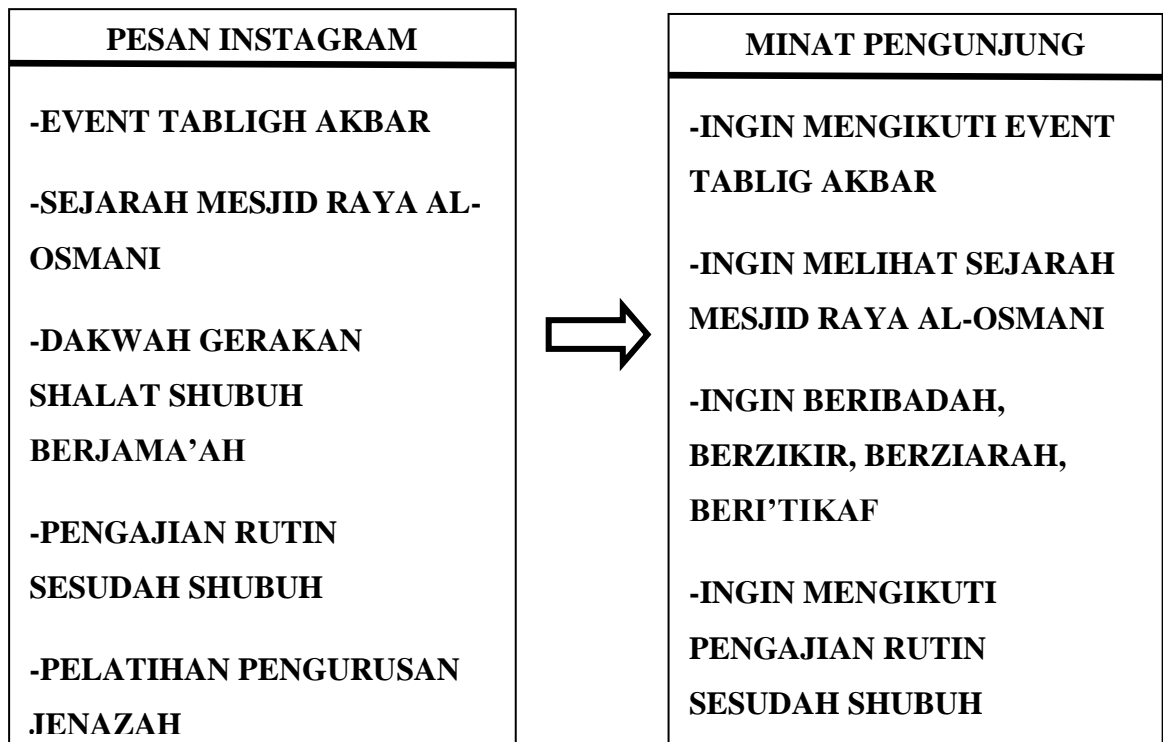 PESAN INSTAGRAM
-EVENT TABLIGH AKBAR
-SEJARAH MESJID RAYA AL-
OSMANI
-DAKWAH GERAKAN
SHALAT SHUBUH
BERJAMA’AH
-PENGAJIAN RUTIN
SESUDAH SHUBUH
-PELATIHAN PENGURUSAN
JENAZAH
MINAT PENGUNJUNG
-INGIN MENGIKUTI EVENT
TABLIG AKBAR
-INGIN MELIHAT SEJARAH
MESJID RAYA AL-OSMANI
-INGIN BERIBADAH,
BERZIKIR, BERZIARAH,
BERI’TIKAF
-INGIN MENGIKUTI
PENGAJIAN RUTIN
SESUDAH SHUBUH